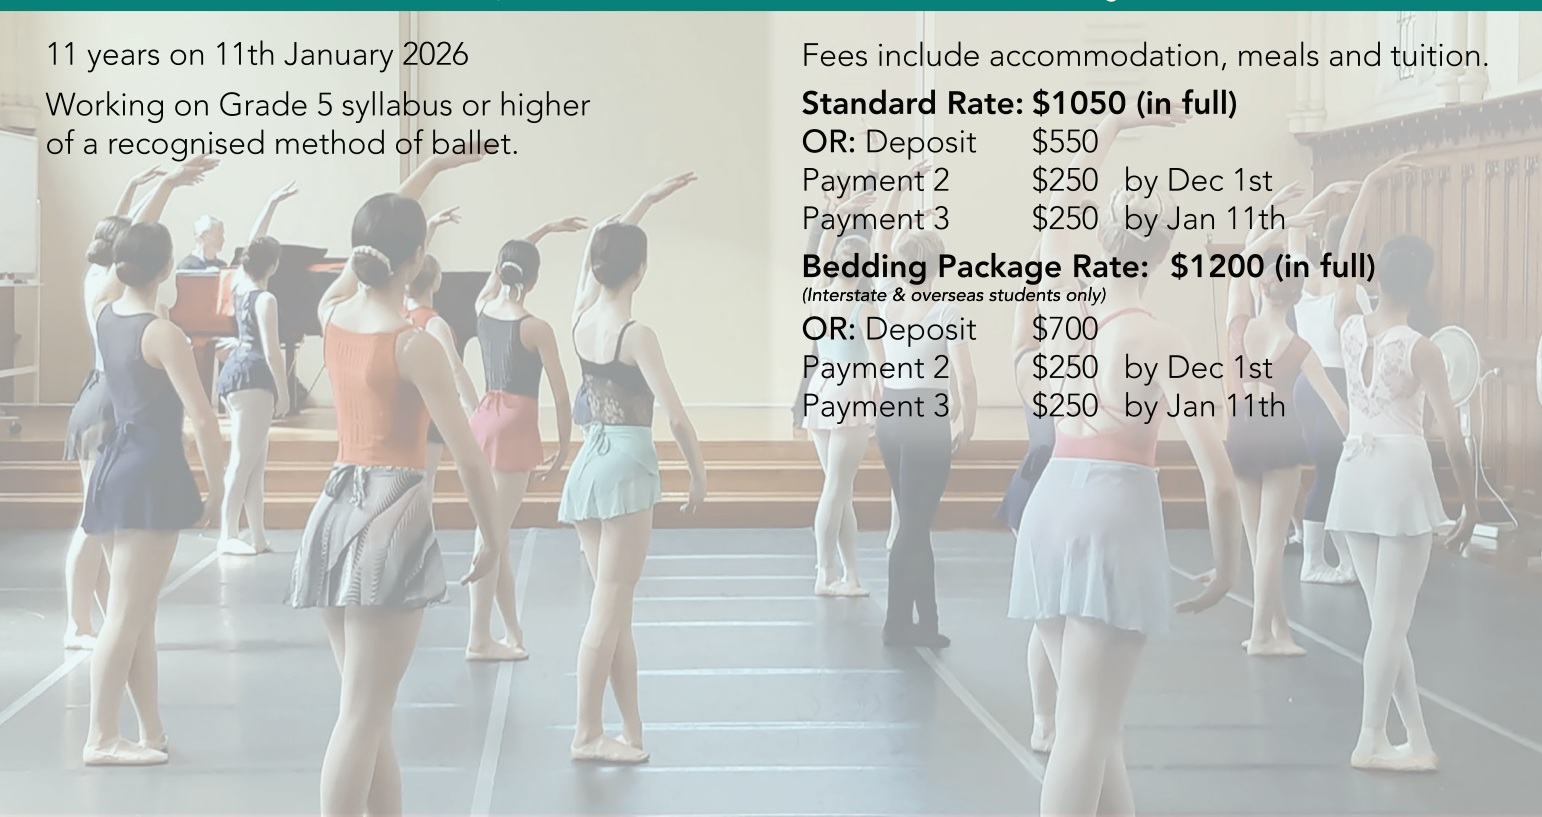 11 years on 11th January 2026
Working on Grade 5 syllabus or higher
of a recognised method of ballet.
Fees include accommodation, meals and tuition.
Standard Rate: $1050 (in full)
OR: Deposit $550
Payment 2 $250 by Dec 1st
Payment 3 $250 by Jan 11th
Bedding Package Rate: $1200 (in full)
(Interstate & overseas students only)
OR: Deposit $700
Payment 2 $250 by Dec 1st
Payment 3 $250 by Jan 11th